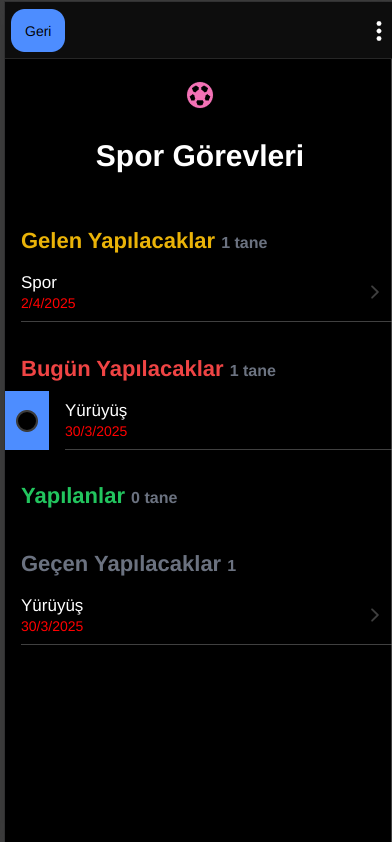 Geri
Spor Görevleri
Gelen Yapılacaklar 1 tane
Spor
2/4/2025
Bugün Yapılacaklar 1 tane
Yürüyüş
30/3/2025
Yapılanlar 0 tane
Geçen Yapılacaklar 1
Yürüyüş
30/3/2025